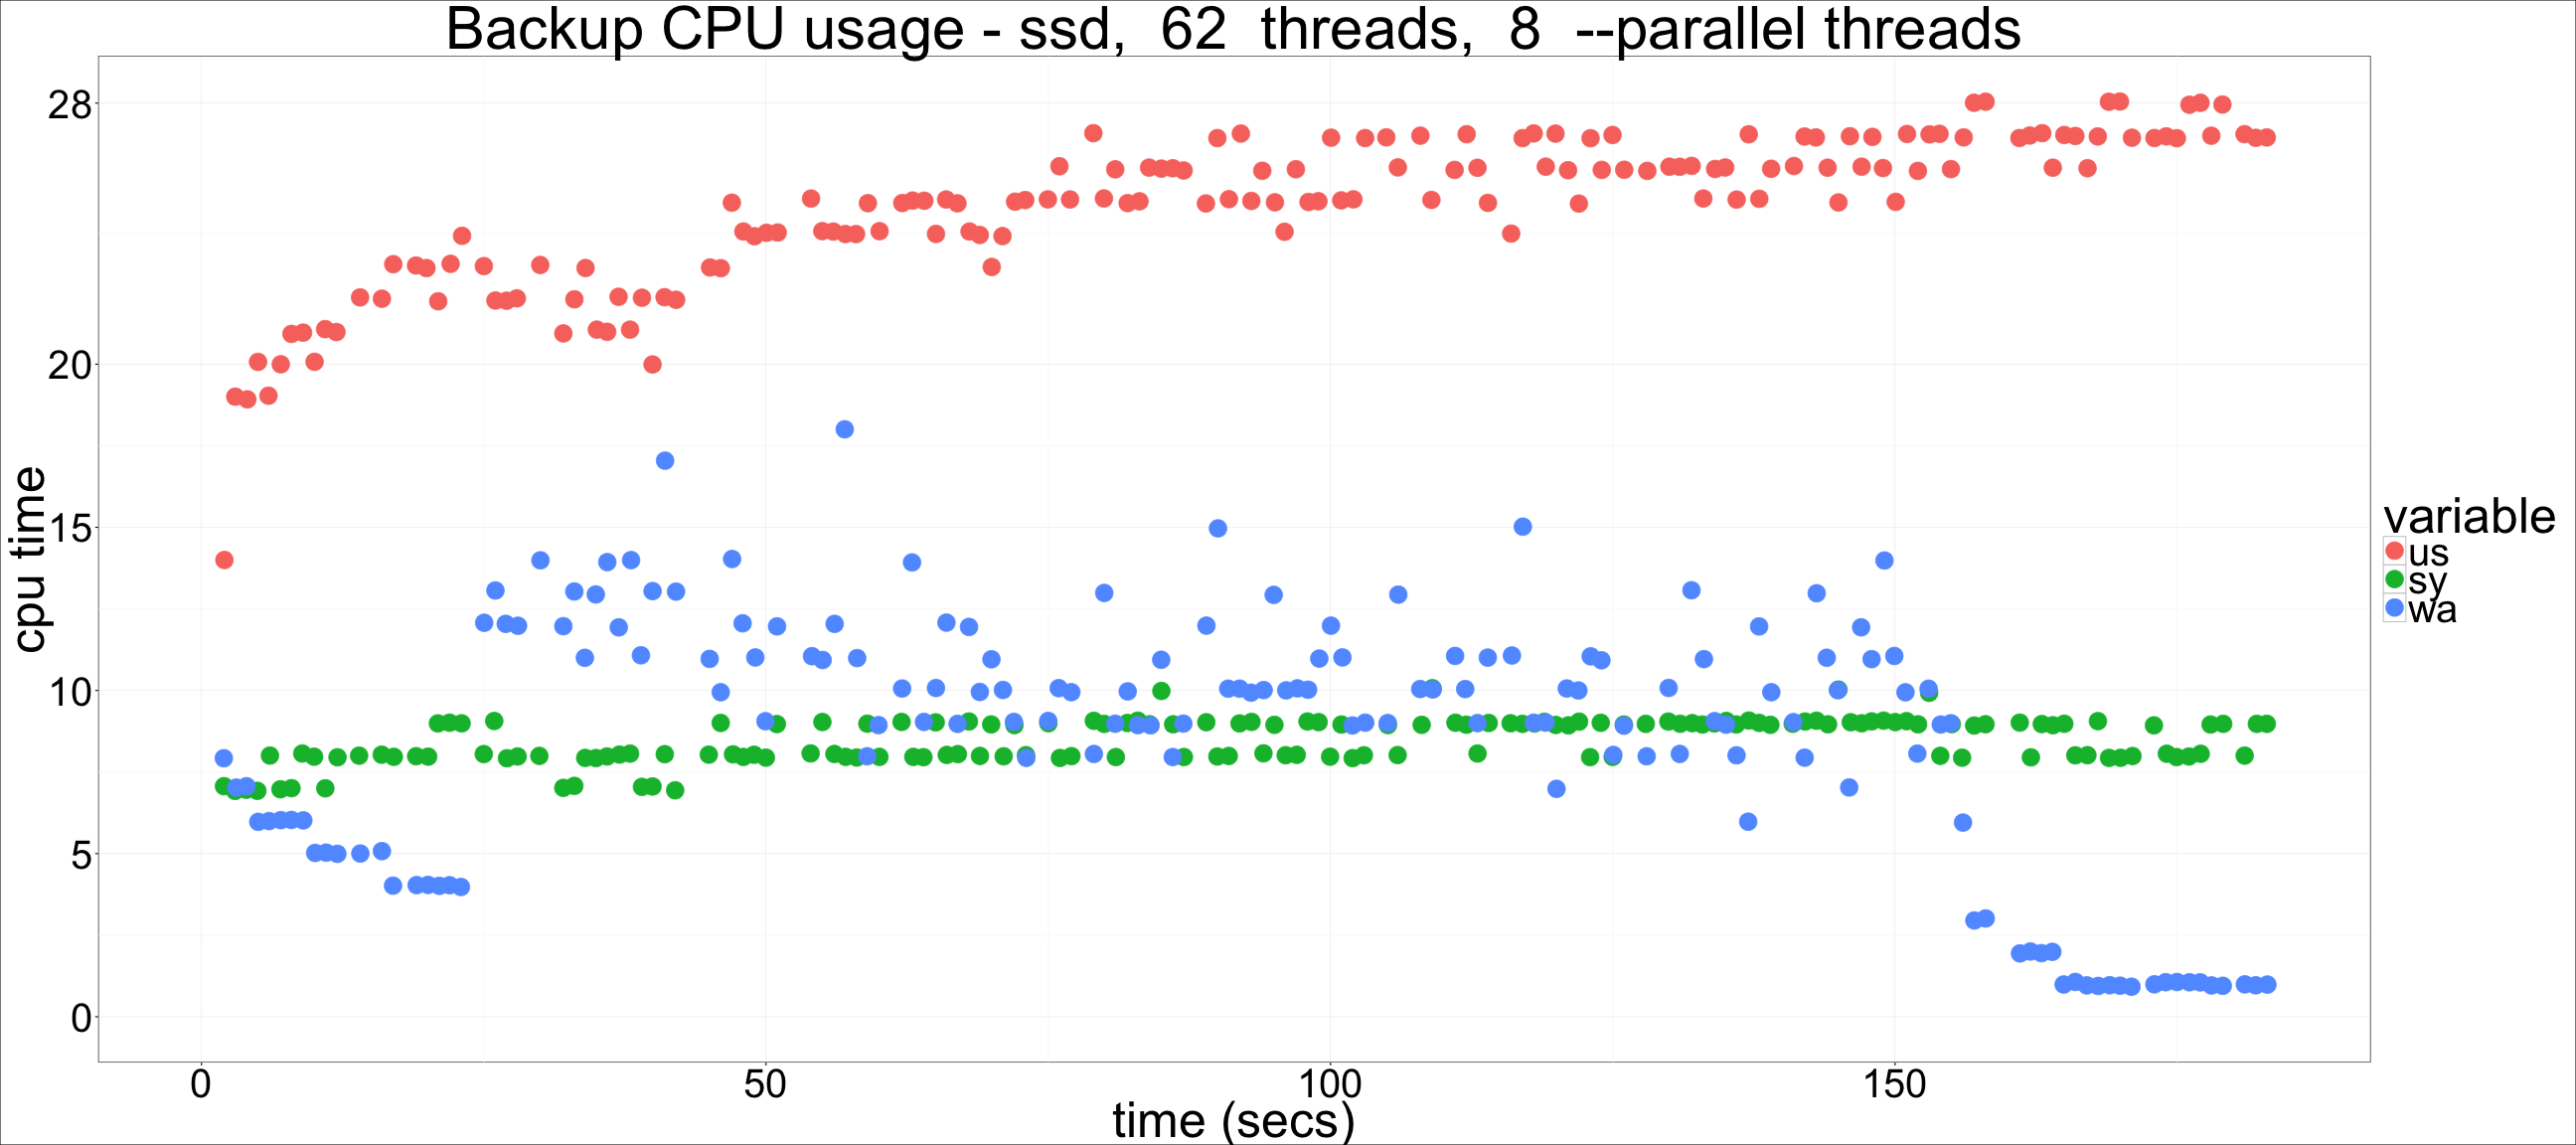 Backup CPU usage - ssd, 62 threads, 8 --parallel threads
cpu time
28
20
15
10
5
0
0 50 100 150
time (secs)
variable
us
sy
wa